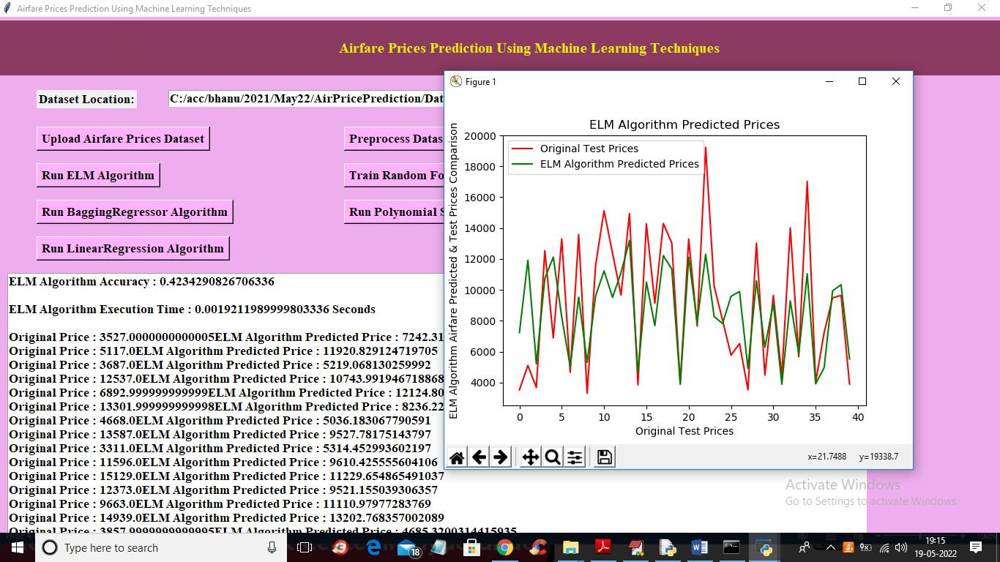 Airfare Prices Prediction Using Machine Learning Techniques
Airfare Prices Prediction Using Machine Learning Techniques
Dataset Location:
C:/acc/bhanu/2021/May22/AirPricePrediction/Dat
Upload Airfare Prices Dataset
Preprocess Datas
Run ELM Algorithm
Train Random Fo
Run BaggingRegressor Algorithm
Run Polynomial S
Run LinearRegression Algorithm
ELM Algorithm Accuracy : 0.4234290826706336
ELM Algorithm Execution Time : 0.0019211989999803336 Seconds
Original Price : 3527.0000000000005ELM Algorithm Predicted Price : 7242.31
Original Price : 5117.0ELM Algorithm Predicted Price : 11920.829124719705
Original Price : 3687.0ELM Algorithm Predicted Price : 5219.068130259992
Original Price : 12537.0ELM Algorithm Predicted Price : 10743.991946718868
Original Price : 6892.999999999999ELM Algorithm Predicted Price : 12124.80
Original Price : 13301.999999999998ELM Algorithm Predicted Price : 8236.22
Original Price : 4668.0ELM Algorithm Predicted Price : 5036.183067790591
Original Price : 13587.0ELM Algorithm Predicted Price : 9527.78175143797
Original Price : 3311.0ELM Algorithm Predicted Price : 5314.452993602197
Original Price : 11596.0ELM Algorithm Predicted Price : 9610.425555604106
Original Price : 15129.0ELM Algorithm Predicted Price : 11229.654865491037
Original Price : 12373.0ELM Algorithm Predicted Price : 9521.155039306357
Original Price : 9663.0ELM Algorithm Predicted Price : 11110.97977283769
Original Price : 14939.0ELM Algorithm Predicted Price : 13202.768357002089
Original Price : 3857.9999999999995ELM Algorithm Predicted Price : 4685.3200314415935
Figure 1
ELM Algorithm Predicted Prices
Original Test Prices
ELM Algorithm Predicted Prices
ELM Algorithm Airfare Predicted & Test Prices Comparison
20000
18000
16000
14000
12000
10000
8000
6000
4000
0 5 10 15 20 25 30 35 40
Original Test Prices
x=21.7488 y=19338.7
Activate Windows
Go to Settings to activate Windows.
Type here to search
18
19:15
19-05-2022
100%